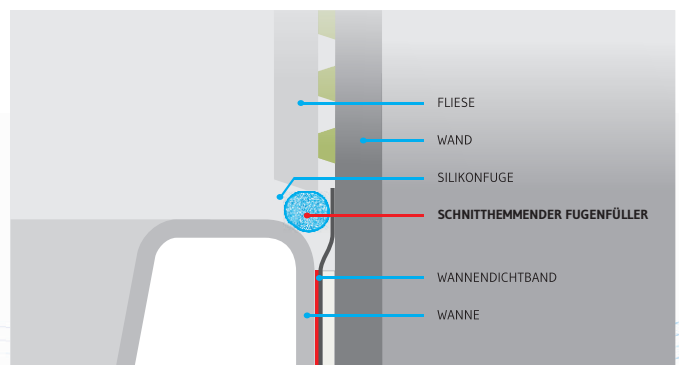 FLIESE
WAND
SILIKONFUGE
SCHNITTHEMMENDER FUGENFÜLLER
WANNENDICHTBAND
WANNE